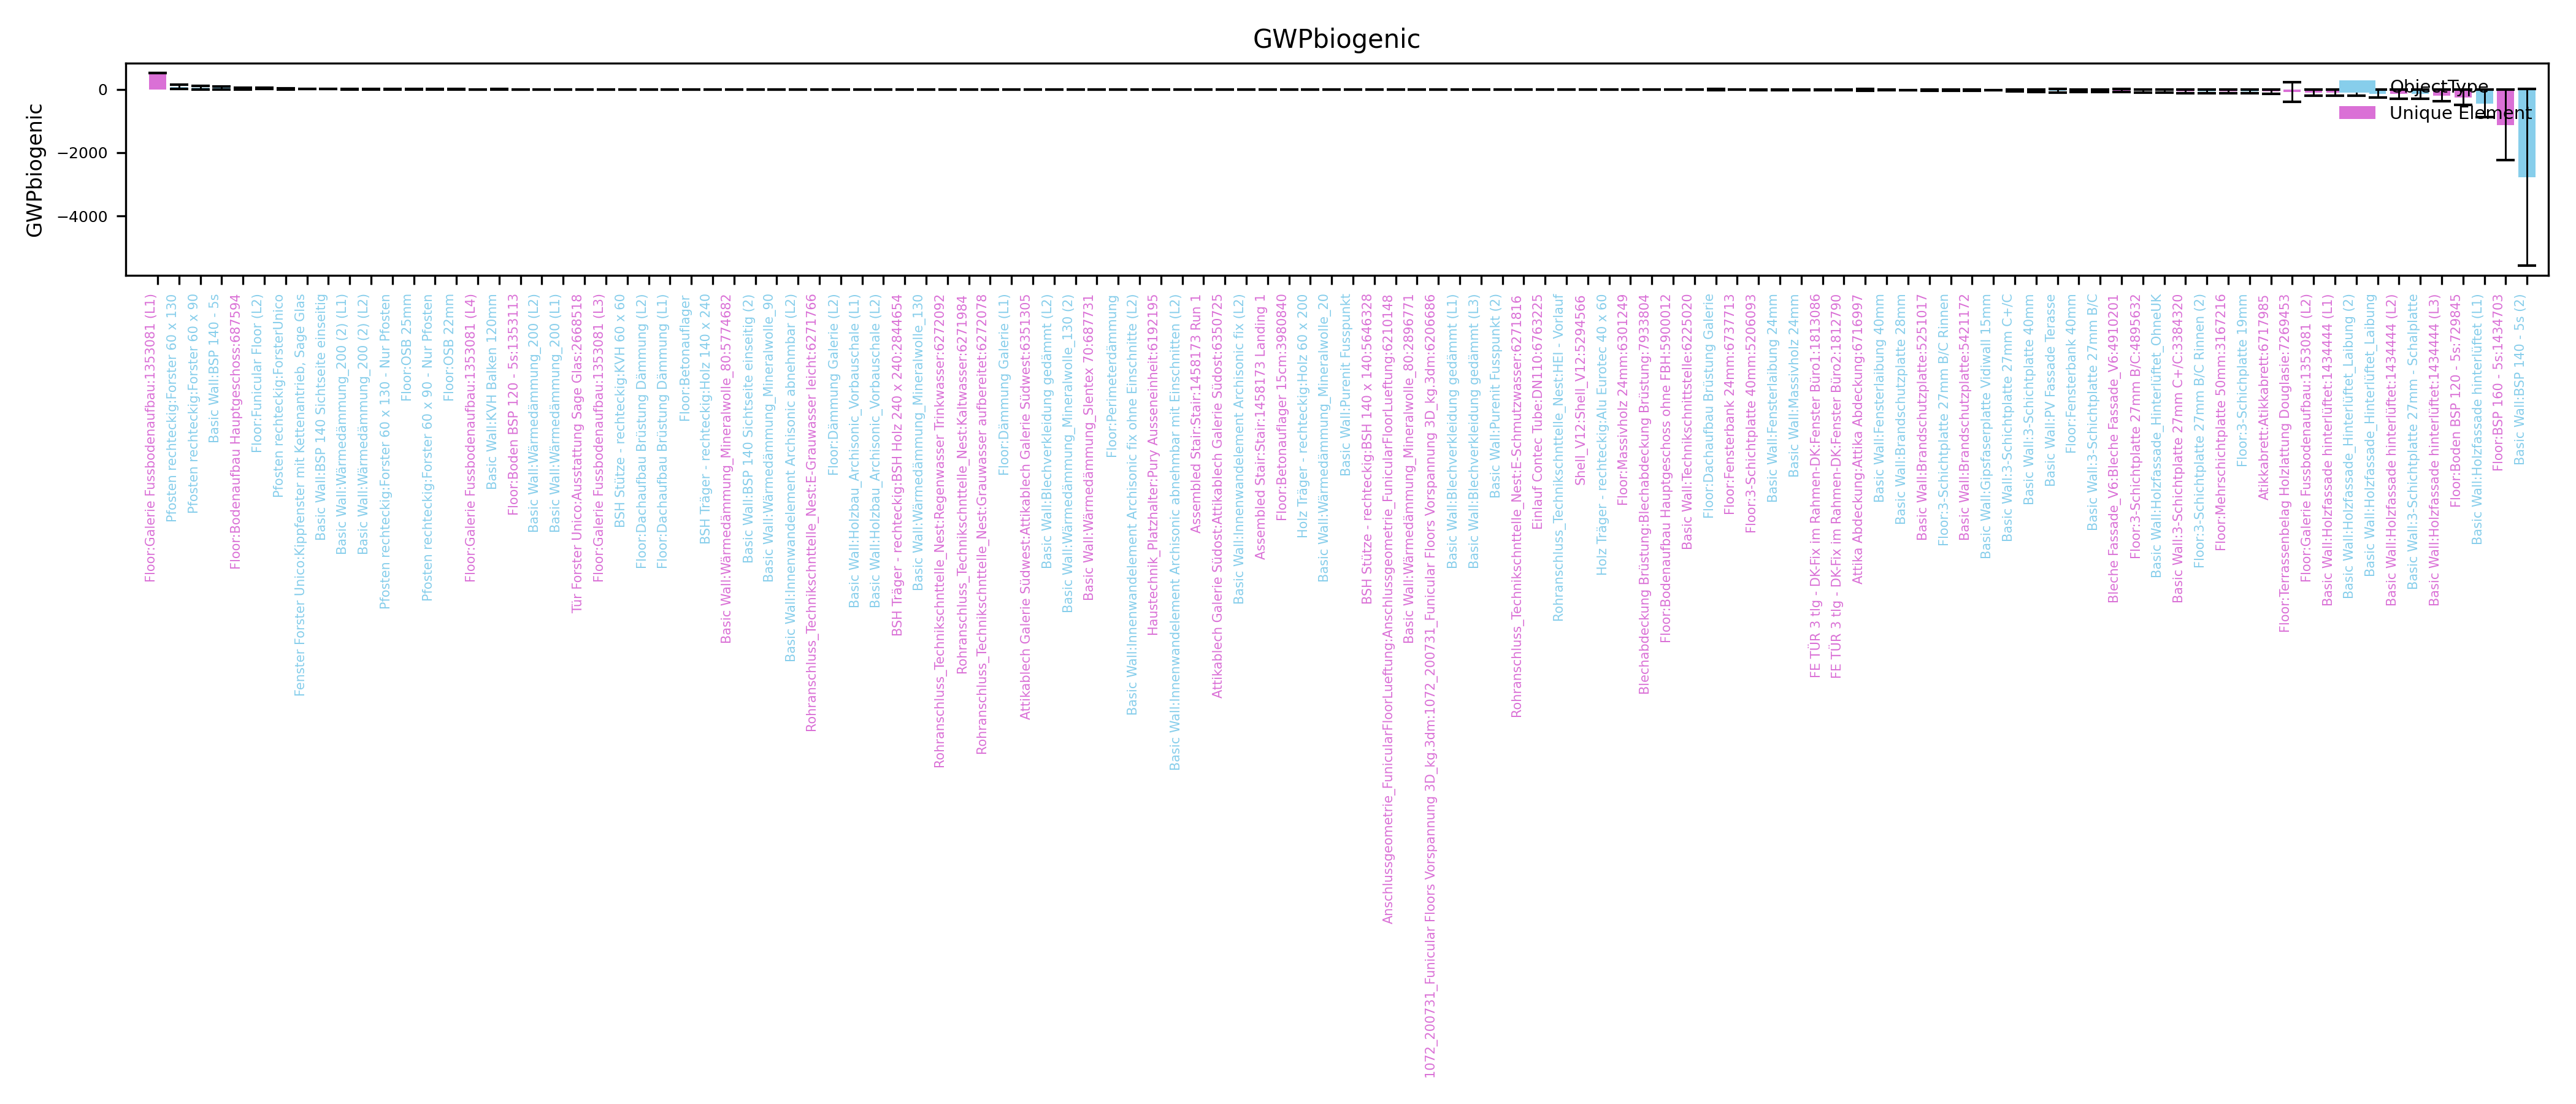 GWPbiogenic
GWPbiogenic
0
−2000
−4000
ObjectType
Unique Element
Floor:Galerie Fussbodenaufbau:1353081 (L1)
Pfosten rechteckig:Forster 60 x 130
Pfosten rechteckig:Forster 60 x 90
Basic Wall:BSP 140 - 5s
Floor:Bodenaufbau Hauptgeschoss:687594
Floor:Funicular Floor (L2)
Pfosten rechteckig:ForsterUnico
Fenster Forster Unico:Kippfenster mit Kettenantrieb, Sage Glas
Basic Wall:BSP 140 Sichtseite einseitig
Basic Wall:Wärmedämmung_200 (2) (L1)
Basic Wall:Wärmedämmung_200 (2) (L2)
Pfosten rechteckig:Forster 60 x 130 - Nur Pfosten
Floor:OSB 25mm
Pfosten rechteckig:Forster 60 x 90 - Nur Pfosten
Floor:OSB 22mm
Floor:Galerie Fussbodenaufbau:1353081 (L4)
Basic Wall:KVH Balken 120mm
Floor:Boden BSP 120 - 5s:1353113
Basic Wall:Wärmedämmung_200 (L2)
Basic Wall:Wärmedämmung_200 (L1)
Tür Forster Unico:Ausstattung Sage Glas:268518
Floor:Galerie Fussbodenaufbau:1353081 (L3)
BSH Stütze - rechteckig:KVH 60 x 60
Floor:Dachaufbau Brüstung Dämmung (L2)
Floor:Dachaufbau Brüstung Dämmung (L1)
Floor:Betonauflager
BSH Träger - rechteckig:Holz 140 x 240
Basic Wall:Wärmedämmung_Mineralwolle_80:5774682
Basic Wall:BSP 140 Sichtseite einseitig (2)
Basic Wall:Wärmedämmung_Mineralwolle_90
Basic Wall:Innenwandelement Archisonic abnehmbar (L2)
Rohranschluss_Technikschnttelle_Nest:E-Grauwasser leicht:6271766
Floor:Dämmung Galerie (L2)
Basic Wall:Holzbau_Archisonic_Vorbauschale (L1)
Basic Wall:Holzbau_Archisonic_Vorbauschale (L2)
BSH Träger - rechteckig:BSH Holz 240 x 240:2844654
Basic Wall:Wärmedämmung_Mineralwolle_130
Rohranschluss_Technikschnttelle_Nest:Regenwasser Trinkwasser:6272092
Rohranschluss_Technikschnttelle_Nest:Kaltwasser:6271984
Rohranschluss_Technikschnttelle_Nest:Grauwasser aufbereitet:6272078
Floor:Dämmung Galerie (L1)
Attikablech Galerie Südwest:Attikablech Galerie Südwest:6351305
Basic Wall:Blechverkleidung gedämmt (L2)
Basic Wall:Wärmedämmung_Mineralwolle_130 (2)
Basic Wall:Wärmedämmung_Slentex 70:687731
Floor:Perimeterdämmung
Basic Wall:Innenwandelement Archisonic fix ohne Einschnitte (L2)
Haustechnik_Platzhalter:Pury Ausseneinheit:6192195
Basic Wall:Innenwandelement Archisonic abnehmbar mit Einschnitten (L2)
Assembled Stair:Stair:1458173 Run 1
Attikablech Galerie Südost:Attikablech Galerie Südost:6350725
Basic Wall:Innenwandelement Archisonic fix (L2)
Assembled Stair:Stair:1458173 Landing 1
Floor:Betonauflager 15cm:3980840
Holz Träger - rechteckig:Holz 60 x 200
Basic Wall:Wärmedämmung_Mineralwolle_20
Basic Wall:Purenit Fusspunkt
BSH Stütze - rechteckig:BSH 140 x 140:5646328
Anschlussgeometrie_FunicularFloorLueftung:AnschlussgeometrIe_FunicularFloorLueftung:6210148
Basic Wall:Wärmedämmung_Mineralwolle_80:2896771
1072_200731_Funicular Floors Vorspannung 3D_kg.3dm:1072_200731_Funicular Floors Vorspannung 3D_kg.3dm:6206686
Basic Wall:Blechverkleidung gedämmt (L1)
Basic Wall:Blechverkleidung gedämmt (L3)
Basic Wall:Purenit Fusspunkt (2)
Rohranschluss_Technikschnttelle_Nest:E-Schmutzwasser:6271816
Einlauf Contec Tube:DN110:6763225
Rohranschluss_Technikschnttelle_Nest:HEI - Vorlauf
Shell_V12:Shell_V12:5294566
Holz Träger - rechteckig:Alu Eurotec 40 x 60
Floor:Massivholz 24mm:6301249
Blechabdeckung Brüstung:Blechabdeckung Brüstung:7933804
Floor:Bodenaufbau Hauptgeschoss ohne FBH:5900012
Basic Wall:Technikschnittstelle:6225020
Floor:Dachaufbau Brüstung Galerie
Floor:Fensterbank 24mm:6737713
Floor:3-Schichtplatte 40mm:5206093
Basic Wall:Fensterlaibung 24mm
Basic Wall:Massivholz 24mm
FE TÜR 3 tlg - DK-Fix im Rahmen-DK:Fenster Büro1:1813086
FE TÜR 3 tlg - DK-Fix im Rahmen-DK:Fenster Büro2:1812790
Attika Abdeckung:Attika Abdeckung:6716997
Basic Wall:Fensterlaibung 40mm
Basic Wall:Brandschutzplatte 28mm
Basic Wall:Brandschutzplatte:5251017
Floor:3-Schichtplatte 27mm B/C Rinnen
Basic Wall:Brandschutzplatte:5421172
Basic Wall:Gipsfaserplatte Vidiwall 15mm
Basic Wall:3-Schichtplatte 27mm C+/C
Basic Wall:3-Schichtplatte 40mm
Basic Wall:PV Fassade Terasse
Floor:Fensterbank 40mm
Basic Wall:3-Schichtplatte 27mm B/C
Bleche Fassade_V6:Bleche Fassade_V6:4910201
Floor:3-Schichtplatte 27mm B/C:4895632
Basic Wall:Holzfassade_Hinterlüftet_OhneUK
Basic Wall:3-Schichtplatte 27mm C+/C:3384320
Floor:3-Schichtplatte 27mm B/C Rinnen (2)
Floor:Mehrschichtplatte 50mm:3167216
Floor:3-Schichplatte 19mm
Atikkabrett:Atikkabrett:6717985
Floor:Terrassenbelag Holzlattung Douglasie:7269453
Floor:Galerie Fussbodenaufbau:1353081 (L2)
Basic Wall:Holzfassade hinterlüftet:1434444 (L1)
Basic Wall:Holzfassade_Hinterlüftet_Laibung (2)
Basic Wall:Holzfassade_Hinterlüftet_Laibung
Basic Wall:Holzfassade hinterlüftet:1434444 (L2)
Basic Wall:3-Schichtplatte 27mm - Schalplatte
Basic Wall:Holzfassade hinterlüftet:1434444 (L3)
Floor:Boden BSP 120 - 5s:729845
Basic Wall:Holzfassade hinterlüftet (L1)
Floor:BSP 160 - 5s:1434703
Basic Wall:BSP 140 - 5s (2)